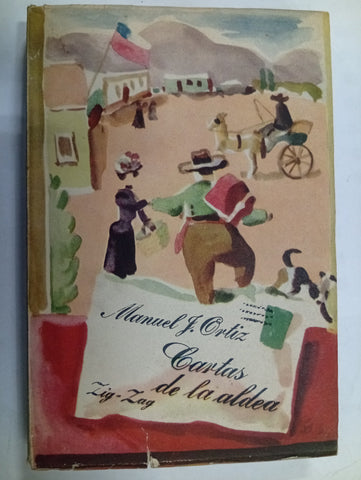 Manuel J. Ortiz
Cartas
de la aldea
Zig-Zag